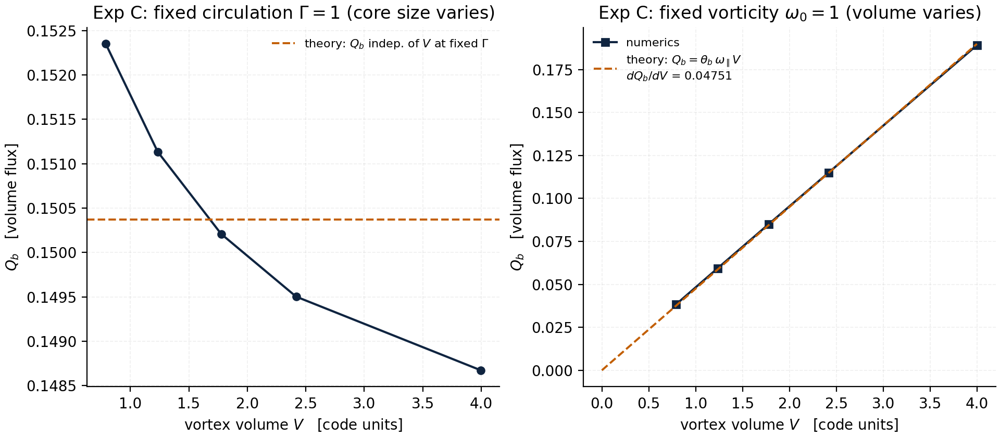 Exp C: fixed circulation Γ = 1 (core size varies)
theory: Q_b indep. of V at fixed Γ
Q_b [volume flux]
0.1525
0.1520
0.1515
0.1510
0.1505
0.1500
0.1495
0.1490
0.1485
1.0 1.5 2.0 2.5 3.0 3.5 4.0
vortex volume V [code units]
Exp C: fixed vorticity ω₀ = 1 (volume varies)
numerics
theory: Q_b = θ_b ω_∥ V
dQ_b/dV = 0.04751
Q_b [volume flux]
0.175
0.150
0.125
0.100
0.075
0.050
0.025
0.000
0.0 0.5 1.0 1.5 2.0 2.5 3.0 3.5 4.0
vortex volume V [code units]